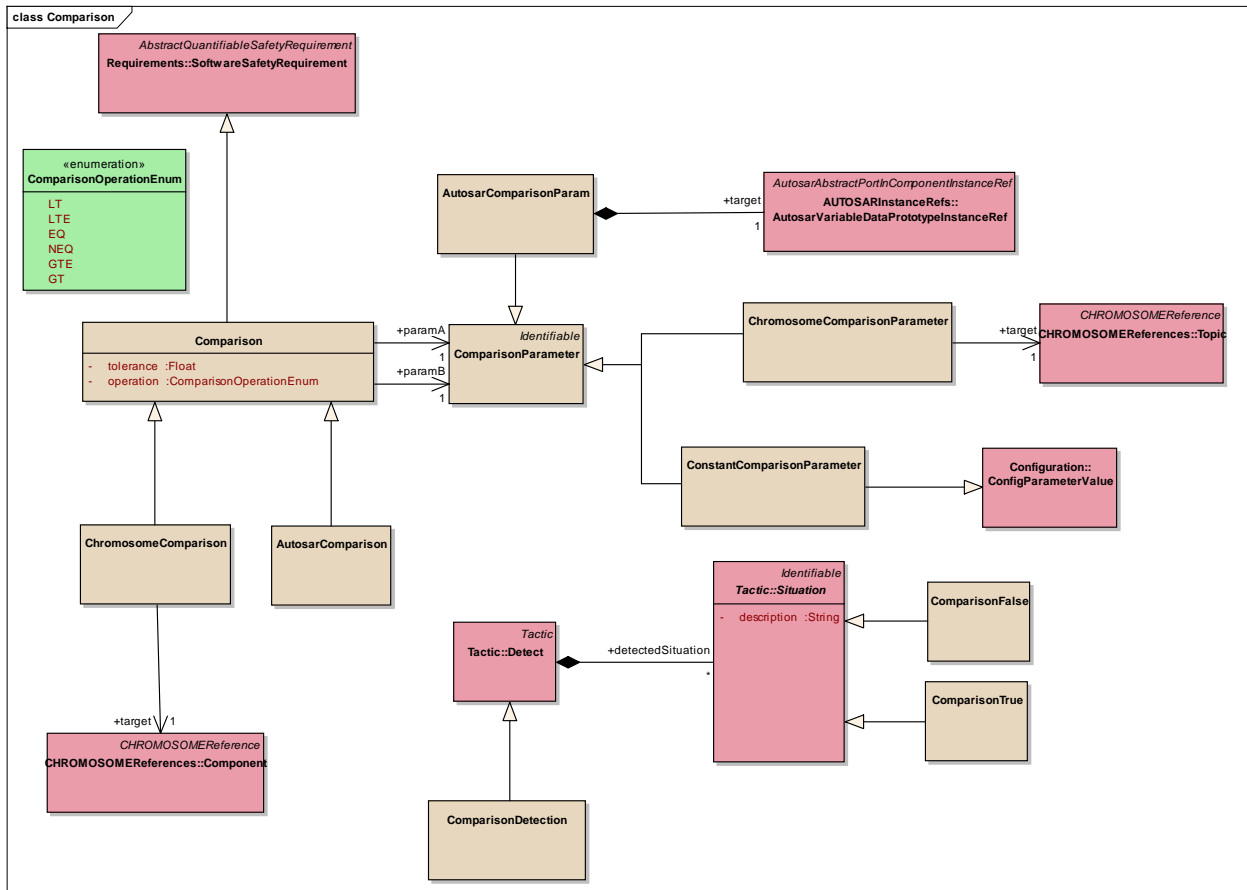 class Comparison
AbstractQuantifiableSafetyRequirement
Requirements::SoftwareSafetyRequirement
«enumeration»
ComparisonOperationEnum
LT
LTE
EQ
NEQ
GTE
GT
AutosarComparisonParam
+target
1
AutosarAbstractPortInComponentInstanceRef
AUTOSARInstanceRefs::
AutosarVariableDataPrototypeInstanceRef
Comparison
- tolerance :Float
- operation :ComparisonOperationEnum
+paramA
1
+paramB
1
Identifiable
ComparisonParameter
ChromosomeComparisonParameter
+target
1
CHROMOSOMEReference
CHROMOSOMEReferences::Topic
ConstantComparisonParameter
Configuration::
ConfigParameterValue
ChromosomeComparison
AutosarComparison
Identifiable
Tactic::Situation
- description :String
ComparisonFalse
ComparisonTrue
Tactic
Tactic::Detect
+detectedSituation
*
+target
1
CHROMOSOMEReference
CHROMOSOMEReferences::Component
ComparisonDetection